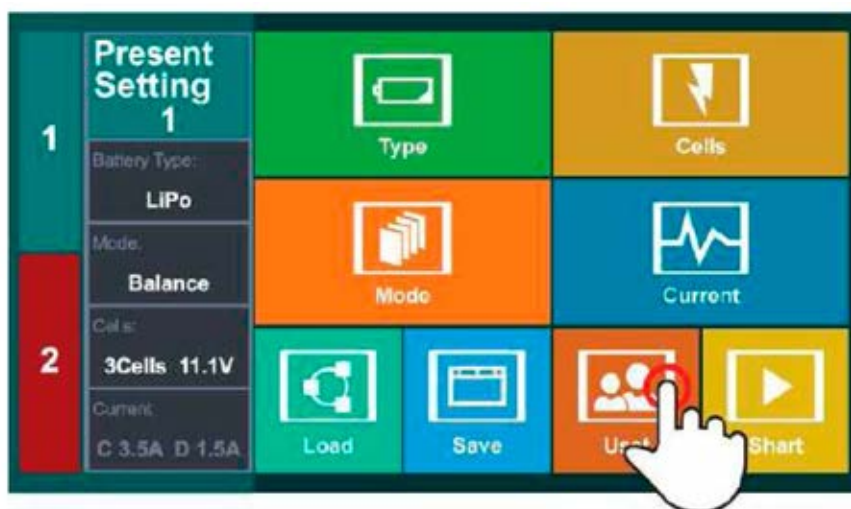 1
2
Present
Setting
1
Battery Type:
LiPo
Mode:
Balance
Cells:
3Cells 11.1V
Current:
C 3.5A D 1.5A
Type
Cells
Mode
Current
Load
Save
Shart